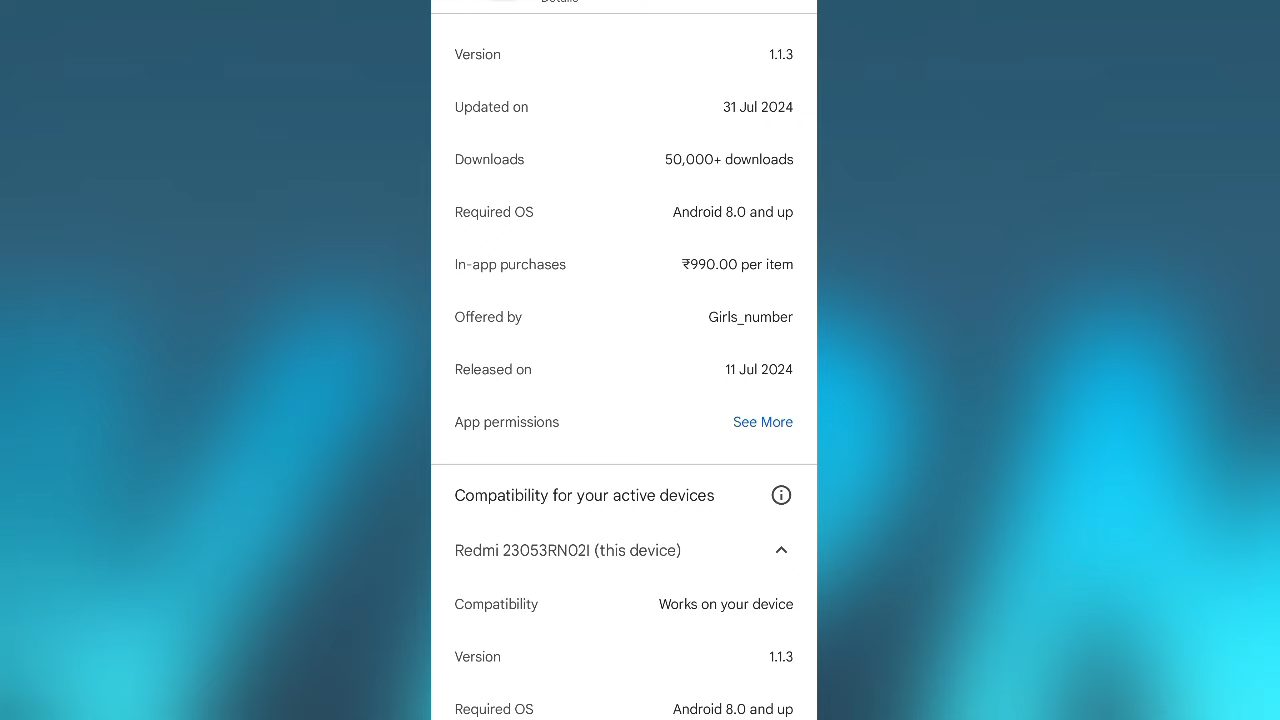 Details
Version 1.1.3
Updated on 31 Jul 2024
Downloads 50,000+ downloads
Required OS Android 8.0 and up
In-app purchases ₹990.00 per item
Offered by Girls_number
Released on 11 Jul 2024
App permissions See More
Compatibility for your active devices
Redmi 23053RN02I (this device)
Compatibility Works on your device
Version 1.1.3
Required OS Android 8.0 and up